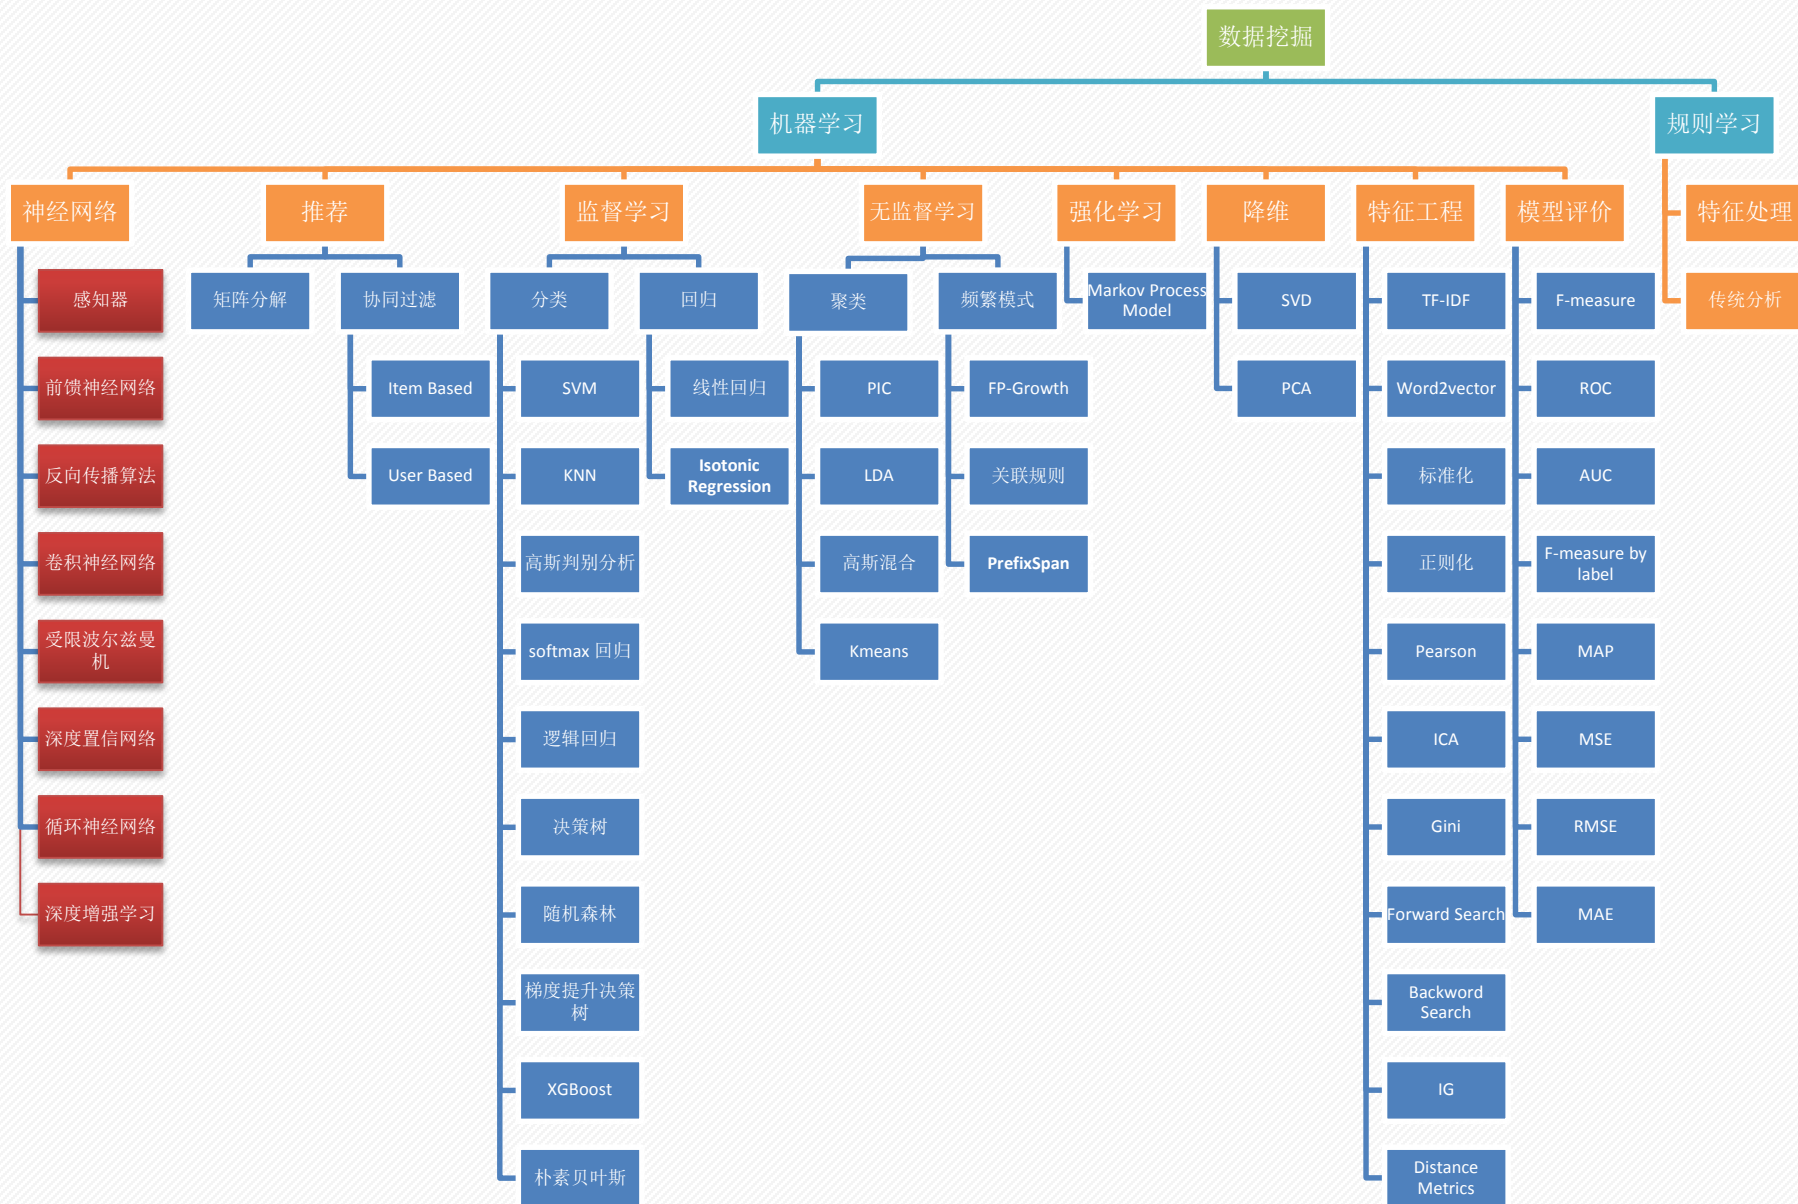 数据挖掘
机器学习
规则学习
神经网络
推荐
监督学习
无监督学习
强化学习
降维
特征工程
模型评价
特征处理
传统分析
感知器
前馈神经网络
反向传播算法
卷积神经网络
受限波尔兹曼
机
深度置信网络
循环神经网络
深度增强学习
矩阵分解
协同过滤
Item Based
User Based
分类
SVM
KNN
高斯判别分析
softmax 回归
逻辑回归
决策树
随机森林
梯度提升决策
树
XGBoost
朴素贝叶斯
回归
线性回归
Isotonic
Regression
聚类
PIC
LDA
高斯混合
Kmeans
频繁模式
FP-Growth
关联规则
PrefixSpan
Markov Process
Model
SVD
PCA
TF-IDF
Word2vector
标准化
正则化
Pearson
ICA
Gini
Forward Search
Backword
Search
IG
Distance
Metrics
F-measure
ROC
AUC
F-measure by
label
MAP
MSE
RMSE
MAE